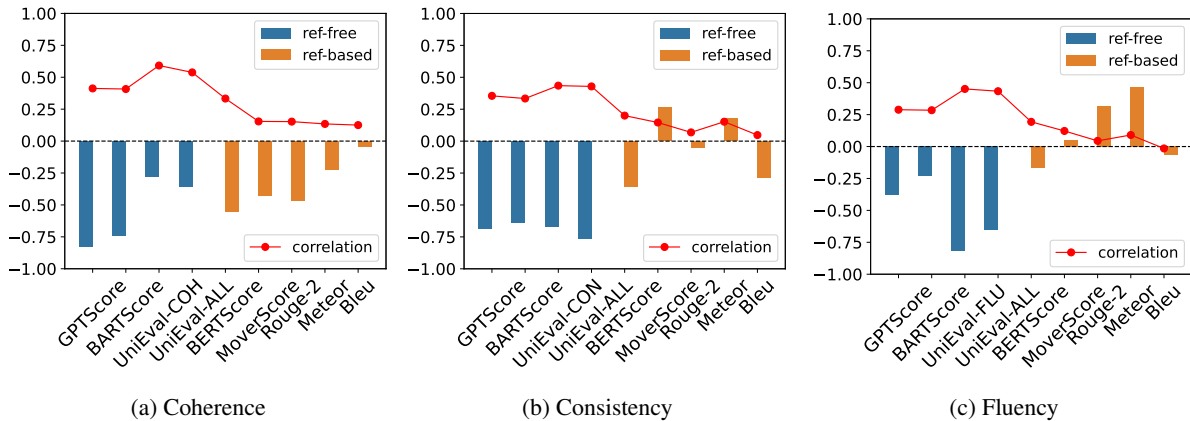 1.00
0.75
0.50
0.25
0.00
−0.25
−0.50
−0.75
−1.00
ref-free
ref-based
correlation
GPTScore
BARTScore
UniEval-COH
UniEval-ALL
BERTScore
MoverScore
Rouge-2
Meteor
Bleu
(a) Coherence
1.00
0.75
0.50
0.25
0.00
−0.25
−0.50
−0.75
−1.00
ref-free
ref-based
correlation
GPTScore
BARTScore
UniEval-CON
UniEval-ALL
BERTScore
MoverScore
Rouge-2
Meteor
Bleu
(b) Consistency
1.00
0.75
0.50
0.25
0.00
−0.25
−0.50
−0.75
−1.00
ref-free
ref-based
correlation
GPTScore
BARTScore
UniEval-FLU
UniEval-ALL
BERTScore
MoverScore
Rouge-2
Meteor
Bleu
(c) Fluency